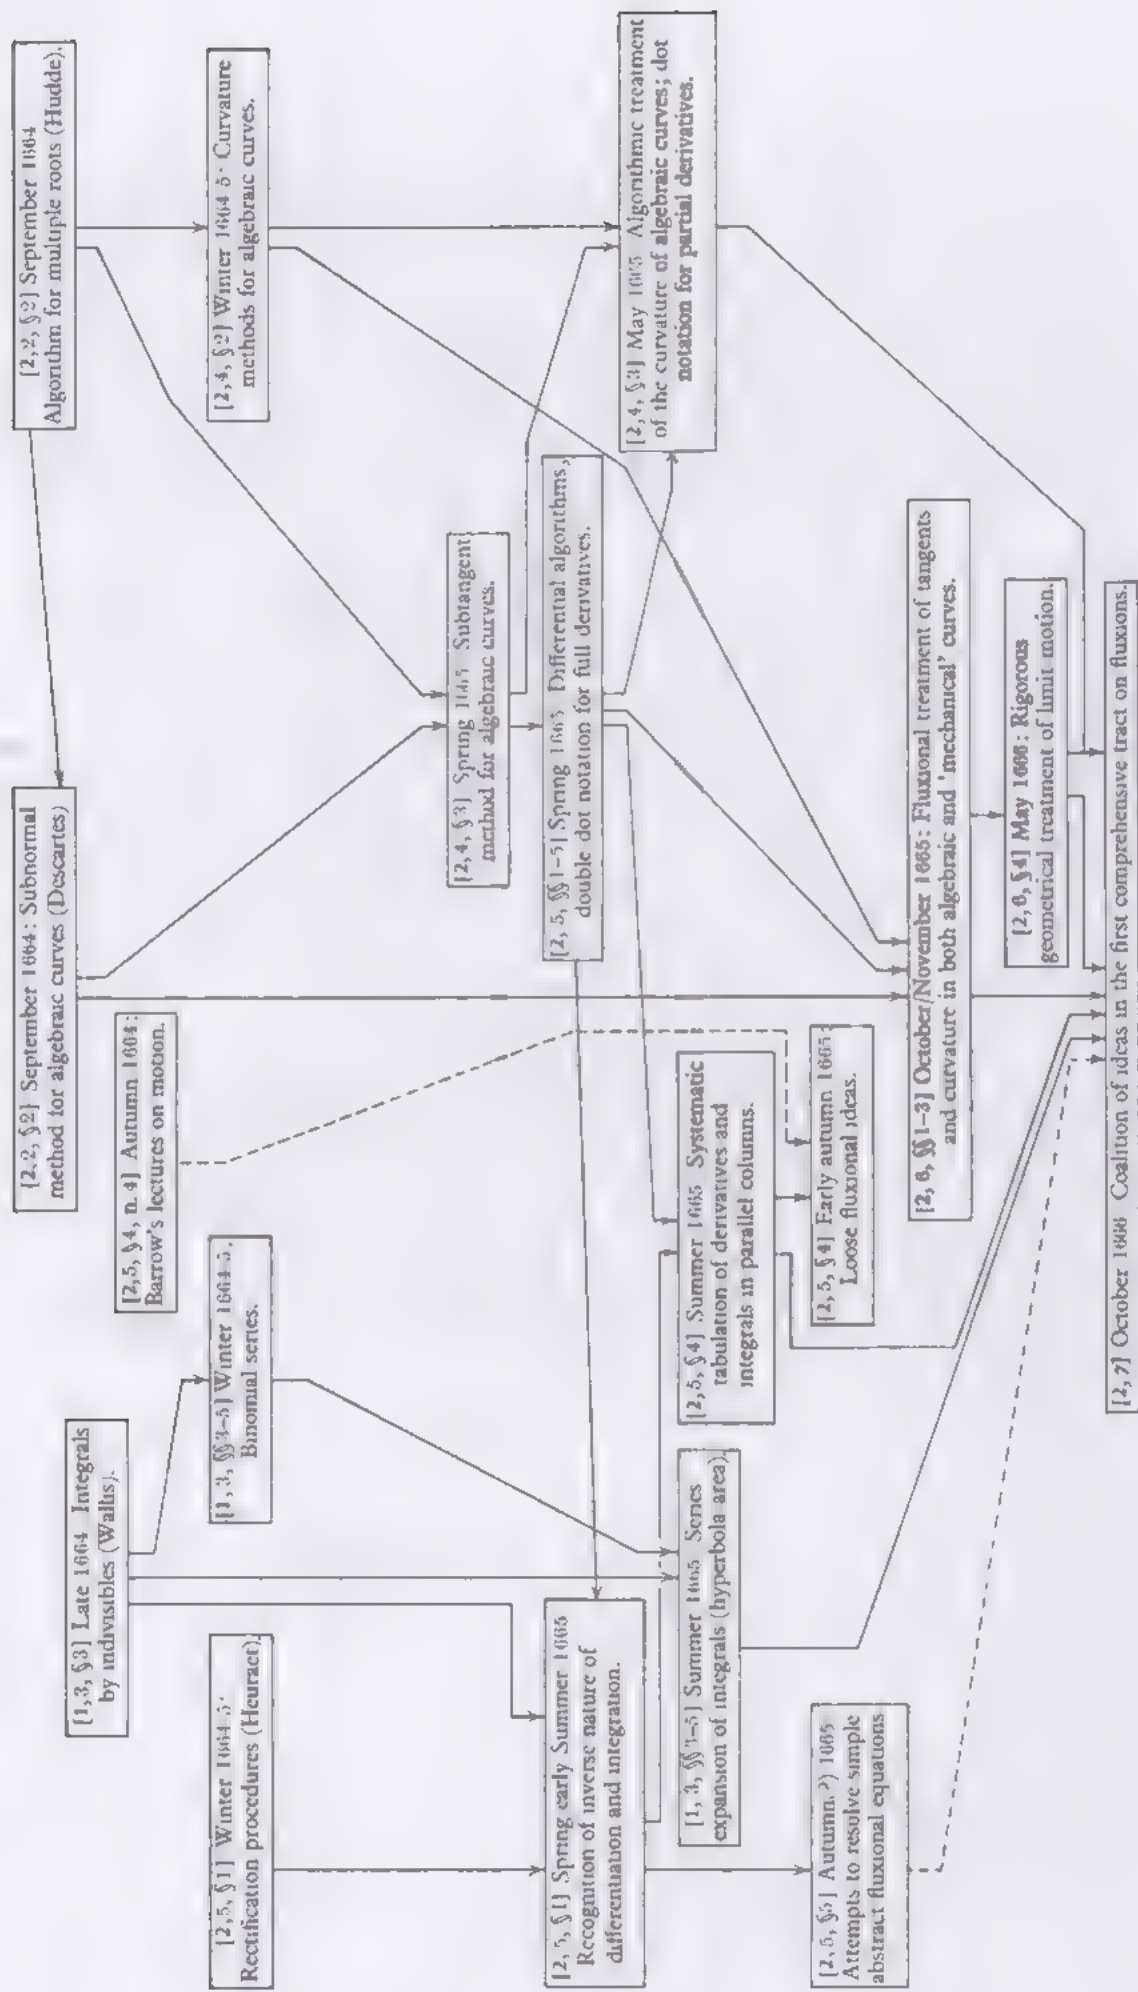 [2,2, §2] September 1664
Algorithm for multiple roots (Hudde).
[2,2, §2] September 1664: Subnormal
method for algebraic curves (Descartes)
[1,3, §3] Late 1664 Integrals
by indivisibles (Wallis).
[2,5, §4, n. 4] Autumn 1664:
Barrow's lectures on motion.
[2,4, §2] Winter 1664 5· Curvature
methods for algebraic curves.
[1,3, §§3–5] Winter 1664–5.
Binomial series.
[2,5, §1] Winter 1664 5·
Rectification procedures (Heuraet).
[2,4, §3] Spring 1665 Subtangent
method for algebraic curves.
[2, 5, §§1–5] Spring 1665 Differential algorithms,
double dot notation for full derivatives.
[2,4, §3] May 1665 Algorithmic treatment
of the curvature of algebraic curves; dot
notation for partial derivatives.
[2, 5, §1] Spring early Summer 1665
Recognition of inverse nature of
differentiation and integration.
[1, 3, §§3–5] Summer 1665 Series
expansion of integrals (hyperbola area).
[2,5, §4] Summer 1665 Systematic
tabulation of derivatives and
integrals in parallel columns.
[2,5, §4] Early autumn 1665:
Loose fluxional ideas.
[2,5, §5] Autumn(?) 1665
Attempts to resolve simple
abstract fluxional equations
[2, 6, §§1–3] October/November 1665: Fluxional treatment of tangents
and curvature in both algebraic and 'mechanical' curves.
[2,6, §4] May 1666: Rigorous
geometrical treatment of limit motion.
[2, 7] October 1666 Coalition of ideas in the first comprehensive tract on fluxions.